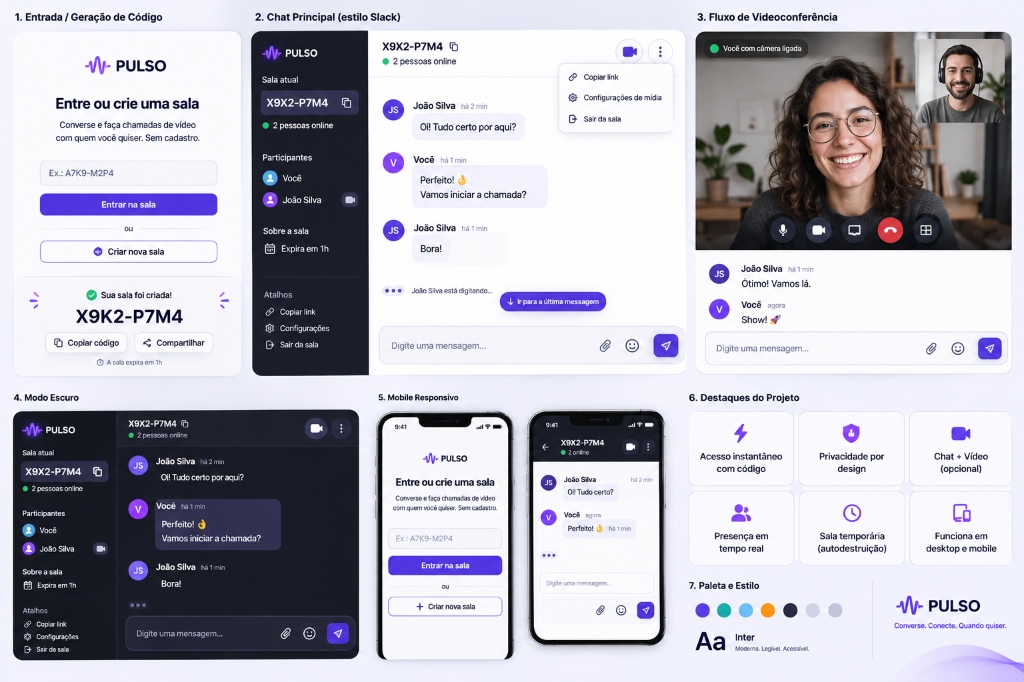 1. Entrada / Geração de Código
PULSO
Entre ou crie uma sala
Converse e faça chamadas de vídeo
com quem você quiser. Sem cadastro.
Ex.: A7K9-M2P4
Entrar na sala
ou
Criar nova sala
Sua sala foi criada!
X9K2-P7M4
Copiar código
Compartilhar
A sala expira em 1h
2. Chat Principal (estilo Slack)
PULSO
Sala atual
X9X2-P7M4
2 pessoas online
Participantes
Você
João Silva
Sobre a sala
Expira em 1h
Atalhos
Copiar link
Configurações
Sair da sala
X9X2-P7M4
2 pessoas online
Copiar link
Configurações de mídia
Sair da sala
JS
João Silva há 2 min
Oi! Tudo certo por aqui?
V
Você há 1 min
Perfeito! 👌
Vamos iniciar a chamada?
JS
João Silva há 1 min
Bora!
João Silva está digitando...
Ir para a última mensagem
Digite uma mensagem...
3. Fluxo de Videoconferência
Você com câmera ligada
JS
João Silva há 1 min
Ótimo! Vamos lá.
V
Você agora
Show! 🚀
Digite uma mensagem...
4. Modo Escuro
PULSO
Sala atual
X9X2-P7M4
2 pessoas online
Participantes
Você
João Silva
Sobre a sala
Expira em 1h
Atalhos
Copiar link
Configurações
Sair da sala
X9X2-P7M4
2 pessoas online
JS
João Silva há 2 min
Oi! Tudo certo por aqui?
V
Você há 1 min
Perfeito! 👌
Vamos iniciar a chamada?
JS
João Silva há 1 min
Bora!
Digite uma mensagem...
5. Mobile Responsivo
9:41
PULSO
Entre ou crie uma sala
Converse e faça chamadas de vídeo
com quem você quiser. Sem cadastro.
Ex.: A7K9-M2P4
Entrar na sala
ou
Criar nova sala
9:41
X9X2-P7M4
2 online
JS
João Silva há 2 min
Oi! Tudo certo?
V
Você agora
Perfeito! 👌 há 1 min
Digite uma mensagem...
6. Destaques do Projeto
Acesso instantâneo
com código
Privacidade por
design
Chat + Vídeo
(opcional)
Presença em
tempo real
Sala temporária
(autodestruição)
Funciona em
desktop e mobile
7. Paleta e Estilo
Aa
Inter
Moderna. Legível. Acessível.
PULSO
Converse. Conecte. Quando quiser.